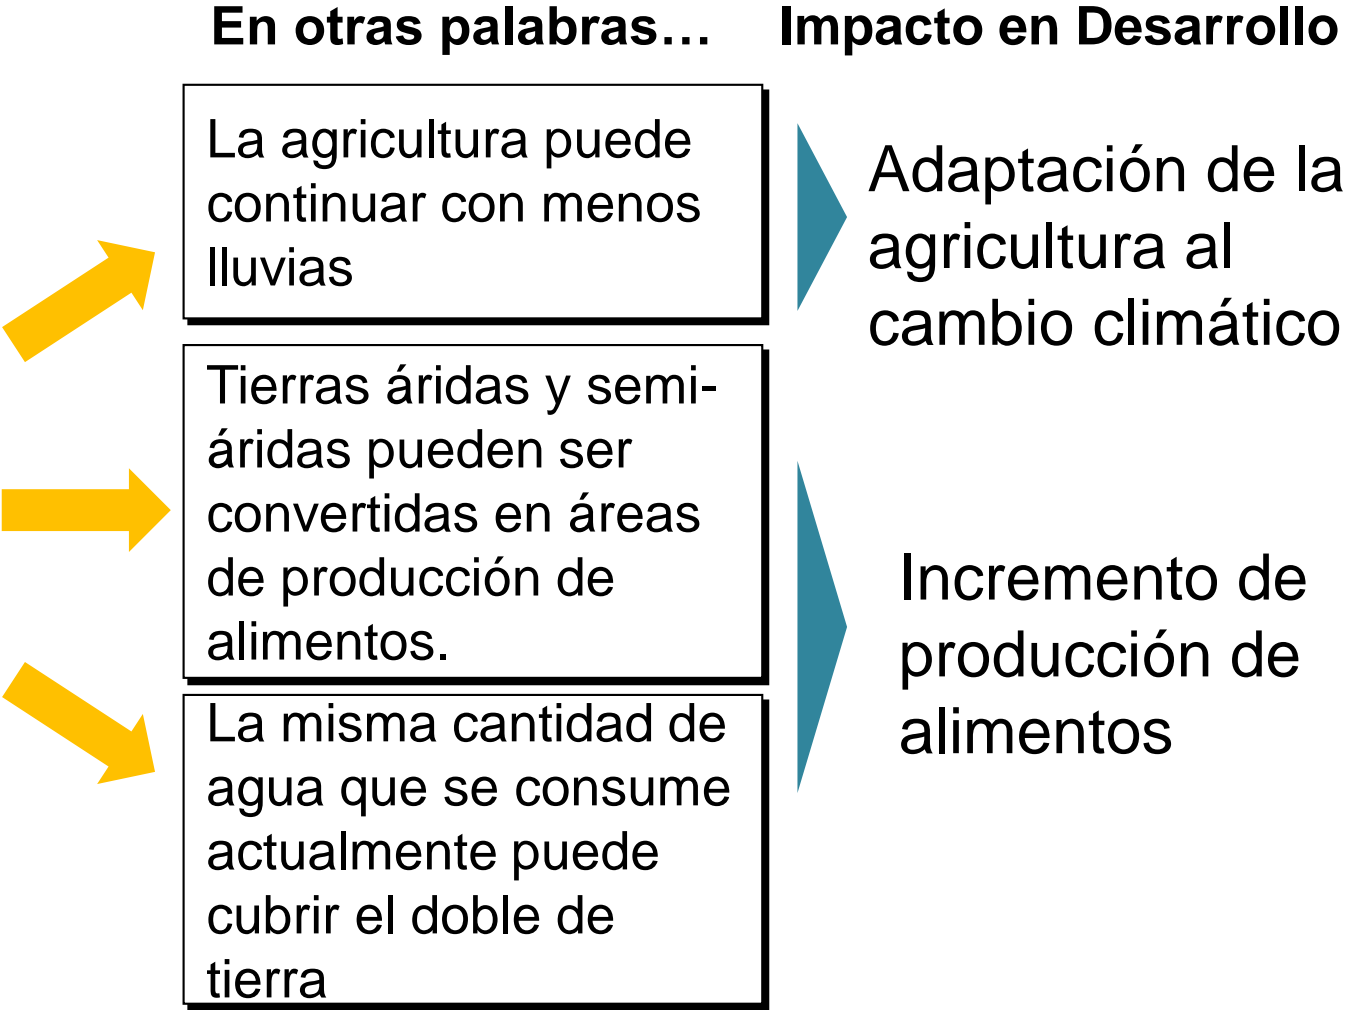 En otras palabras…
Impacto en Desarrollo
La agricultura puede
continuar con menos
lluvias
Adaptación de la
agricultura al
cambio climático
Tierras áridas y semi-
áridas pueden ser
convertidas en áreas
de producción de
alimentos.
La misma cantidad de
agua que se consume
actualmente puede
cubrir el doble de
tierra
Incremento de
producción de
alimentos